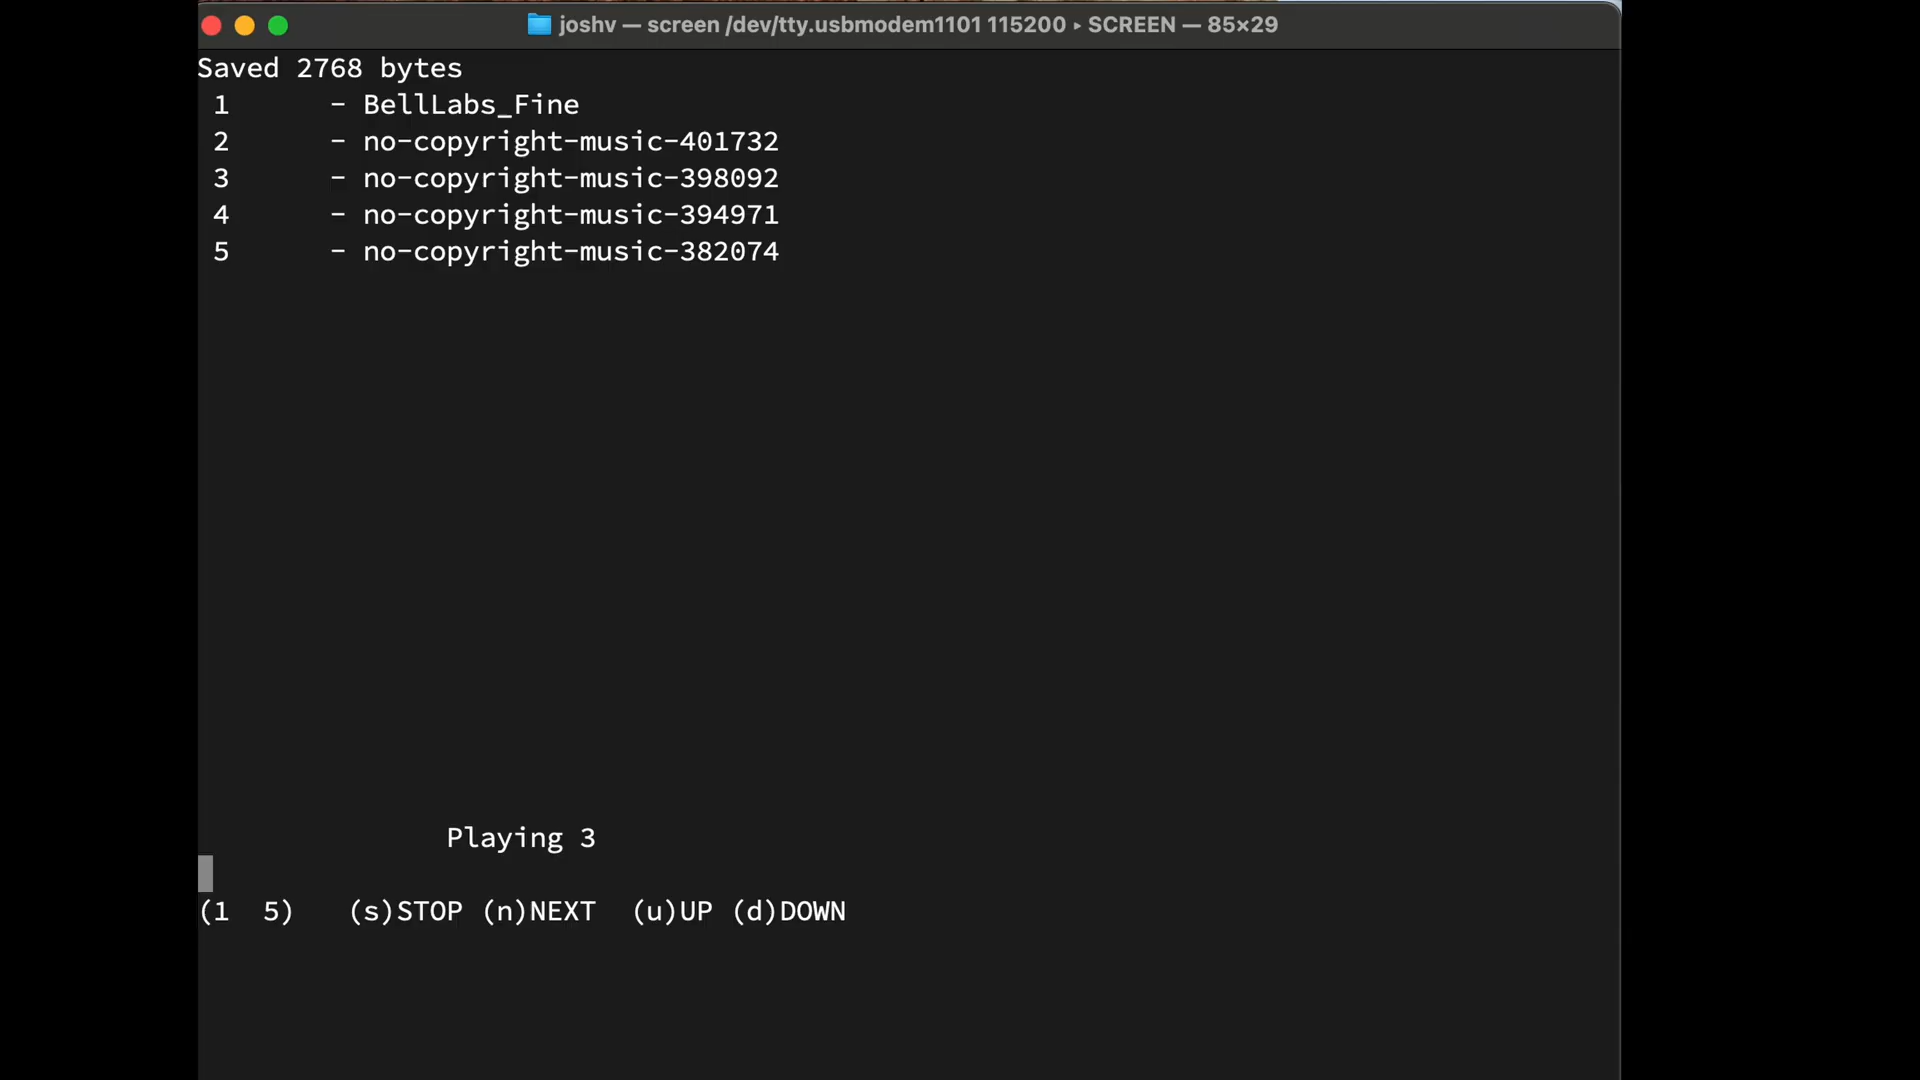 joshv — screen /dev/tty.usbmodem1101 115200 ▸ SCREEN — 85×29
Saved 2768 bytes
1 - BellLabs_Fine
2 - no-copyright-music-401732
3 - no-copyright-music-398092
4 - no-copyright-music-394971
5 - no-copyright-music-382074
Playing 3
(1 5) (s)STOP (n)NEXT (u)UP (d)DOWN